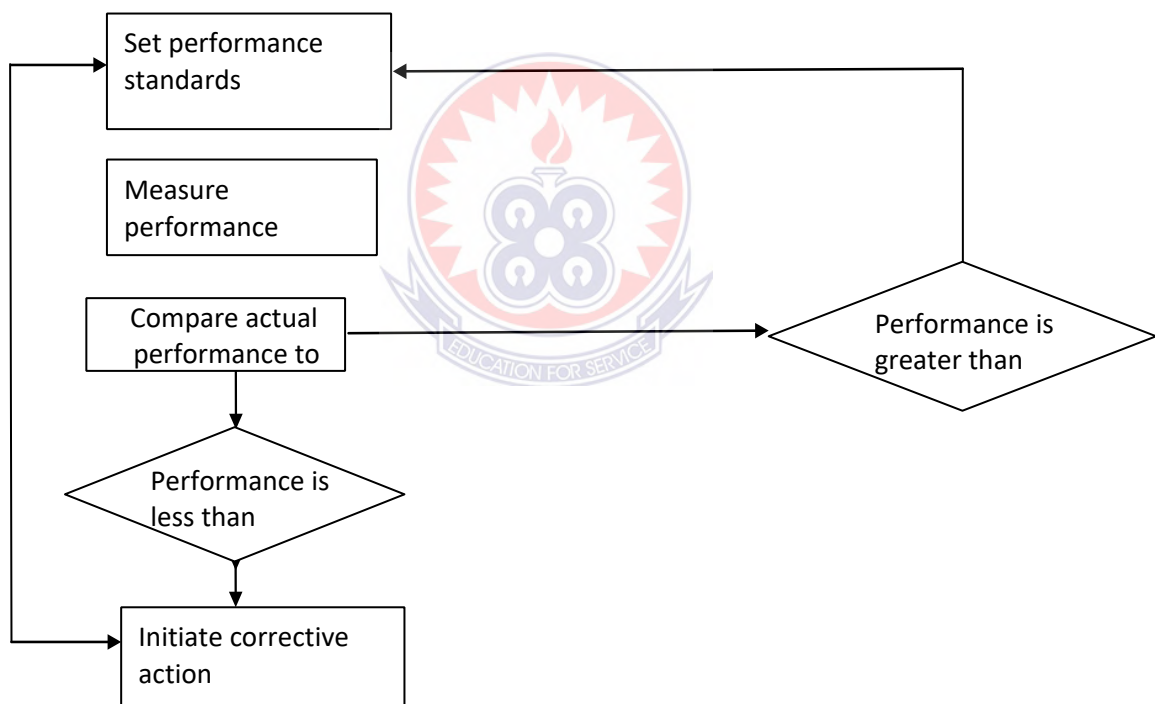 Set performance
standards
Measure
performance
Compare actual
performance to
Performance is
greater than
Performance is
less than
Initiate corrective
action
EDUCATION FOR SERVICE